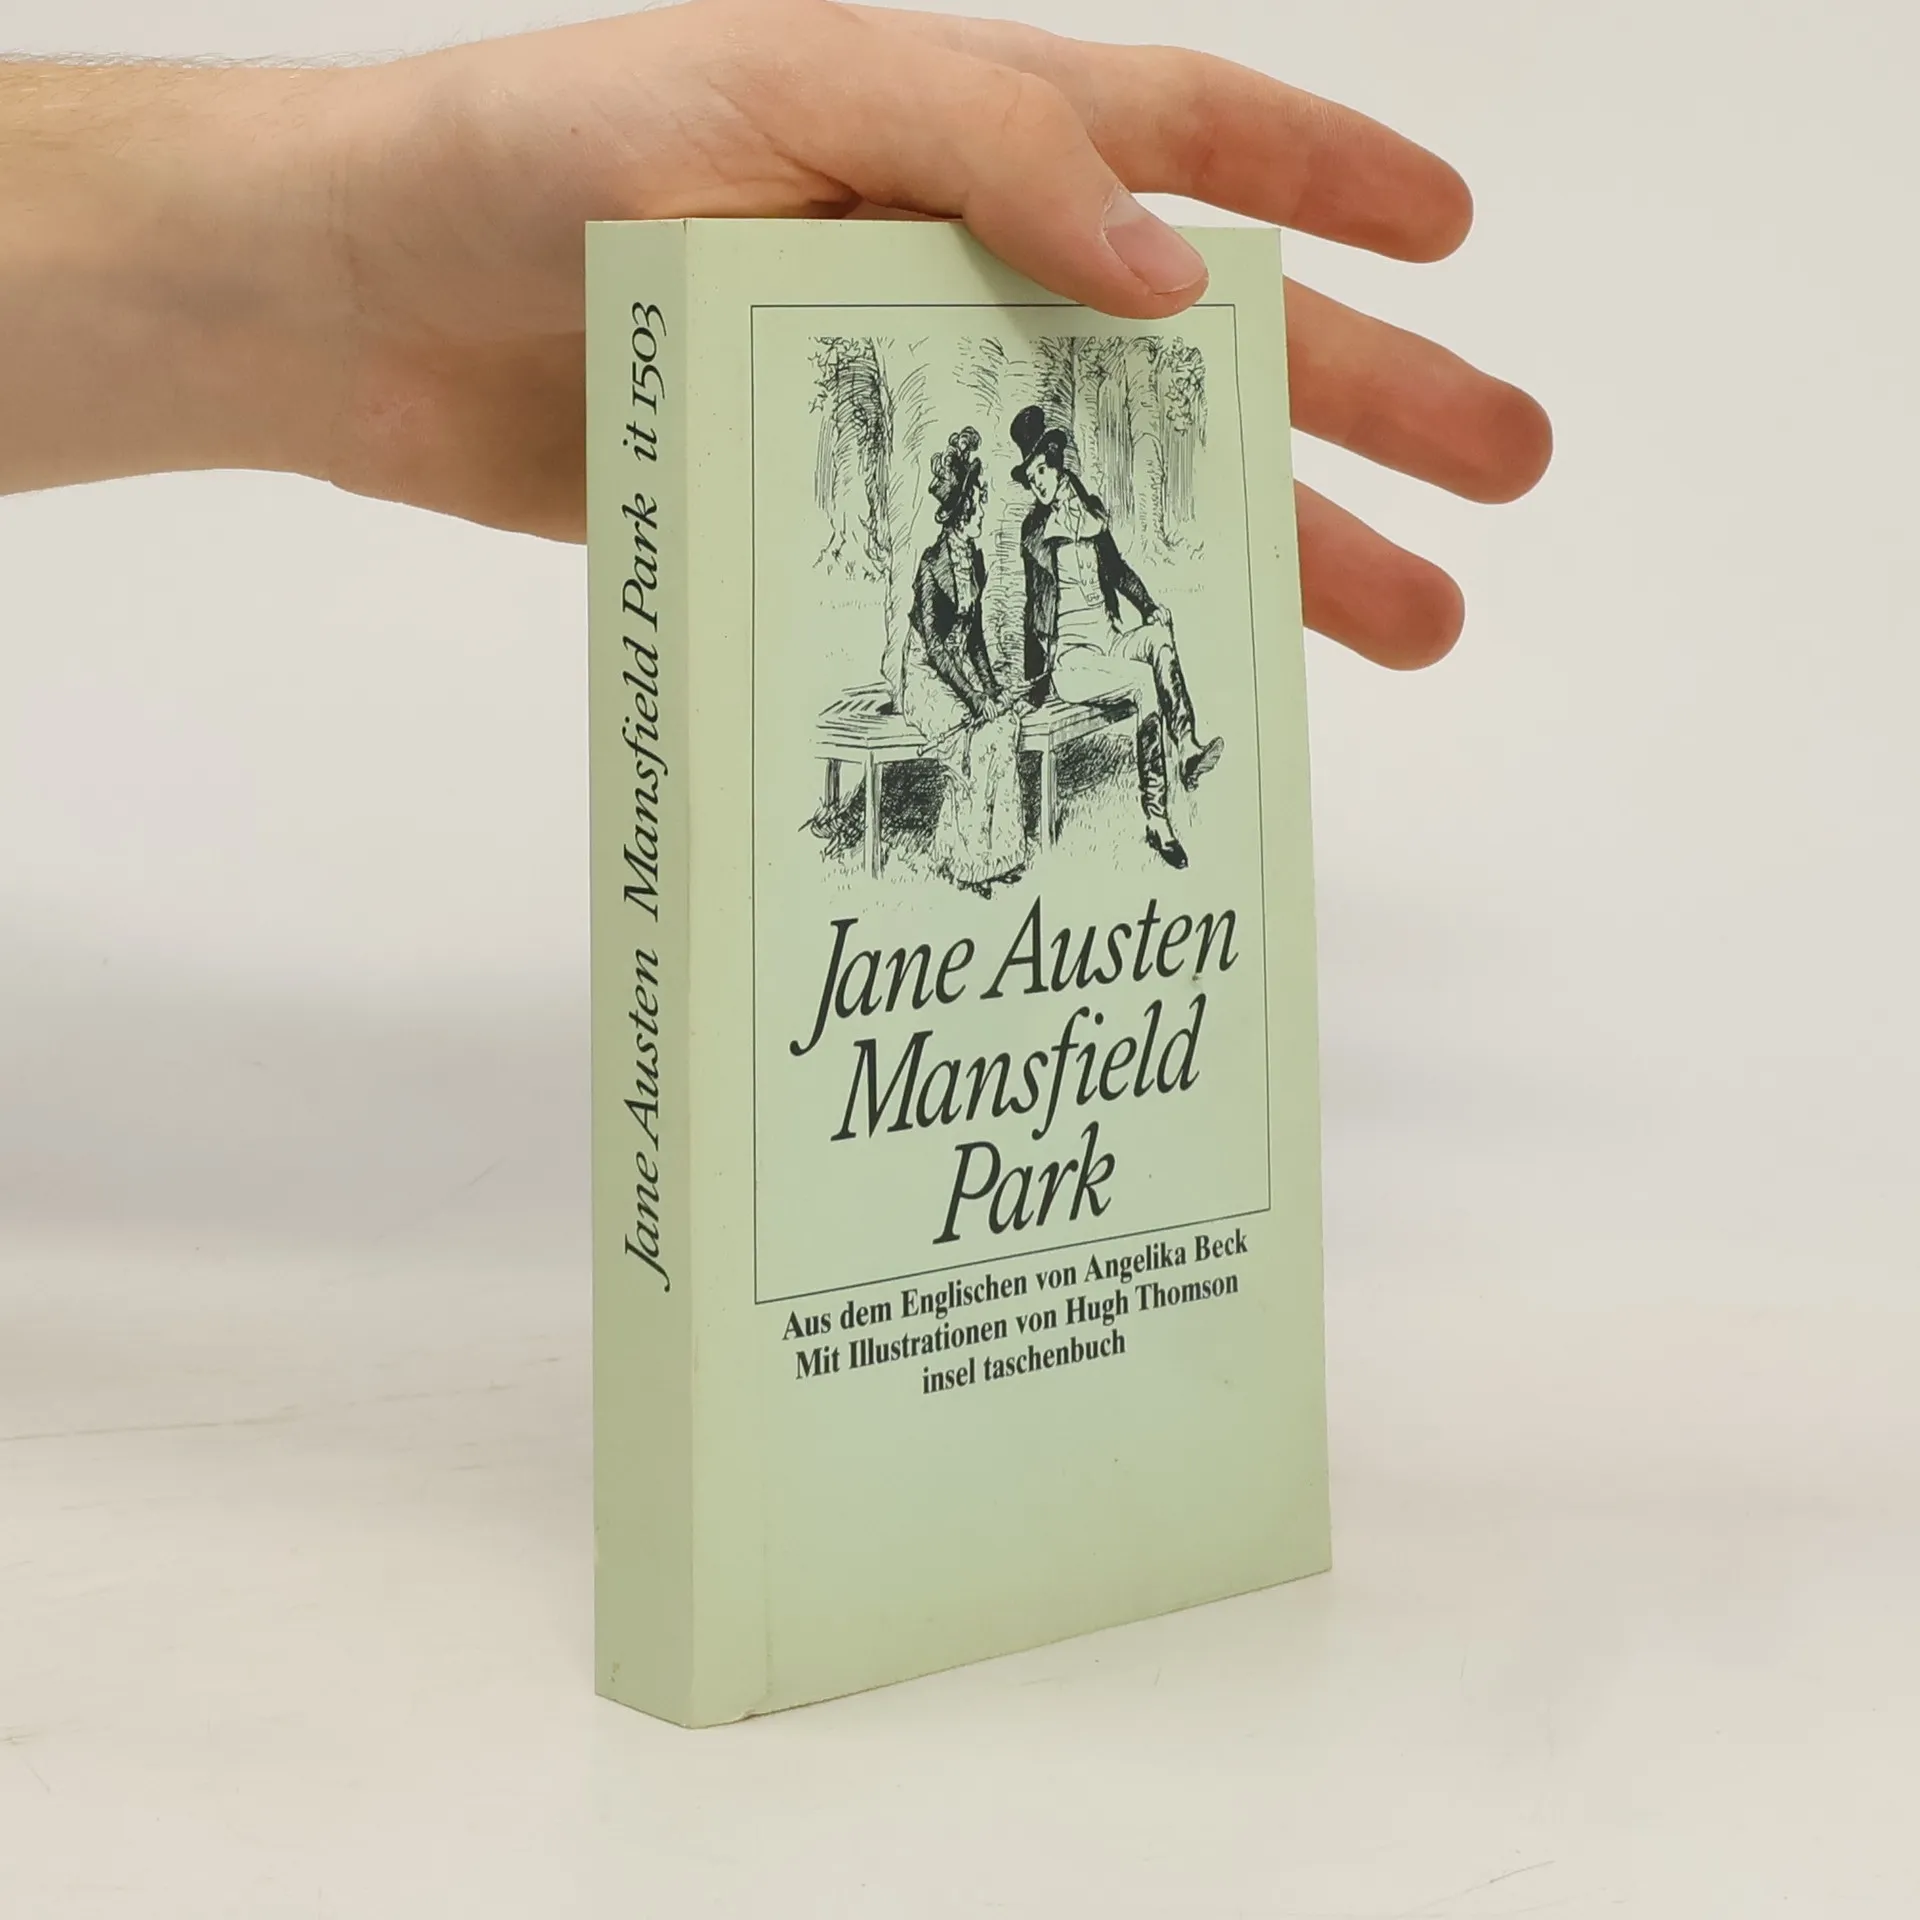 Jane Austen Mansfield Park it 1503
Jane Austen
Mansfield
Park
Aus dem Englischen von Angelika Beck
Mit Illustrationen von Hugh Thomson
insel taschenbuch